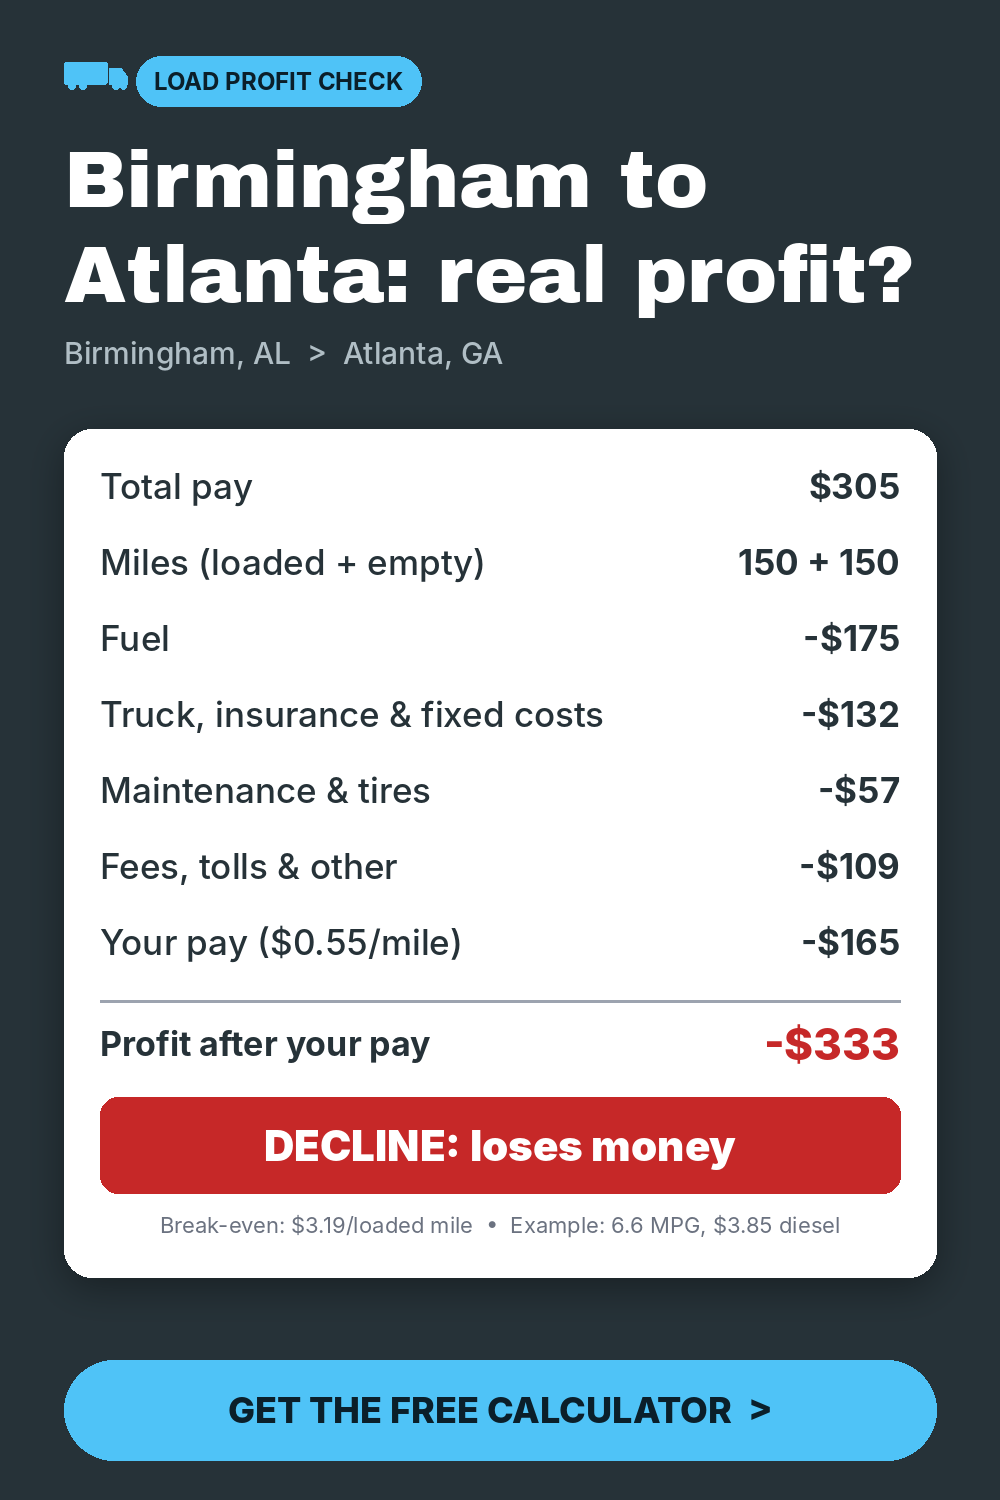 LOAD PROFIT CHECK
Birmingham to
Atlanta: real profit?
Birmingham, AL > Atlanta, GA
Total pay $305
Miles (loaded + empty) 150 + 150
Fuel -$175
Truck, insurance & fixed costs -$132
Maintenance & tires -$57
Fees, tolls & other -$109
Your pay ($0.55/mile) -$165
Profit after your pay -$333
DECLINE: loses money
Break-even: $3.19/loaded mile • Example: 6.6 MPG, $3.85 diesel
GET THE FREE CALCULATOR >